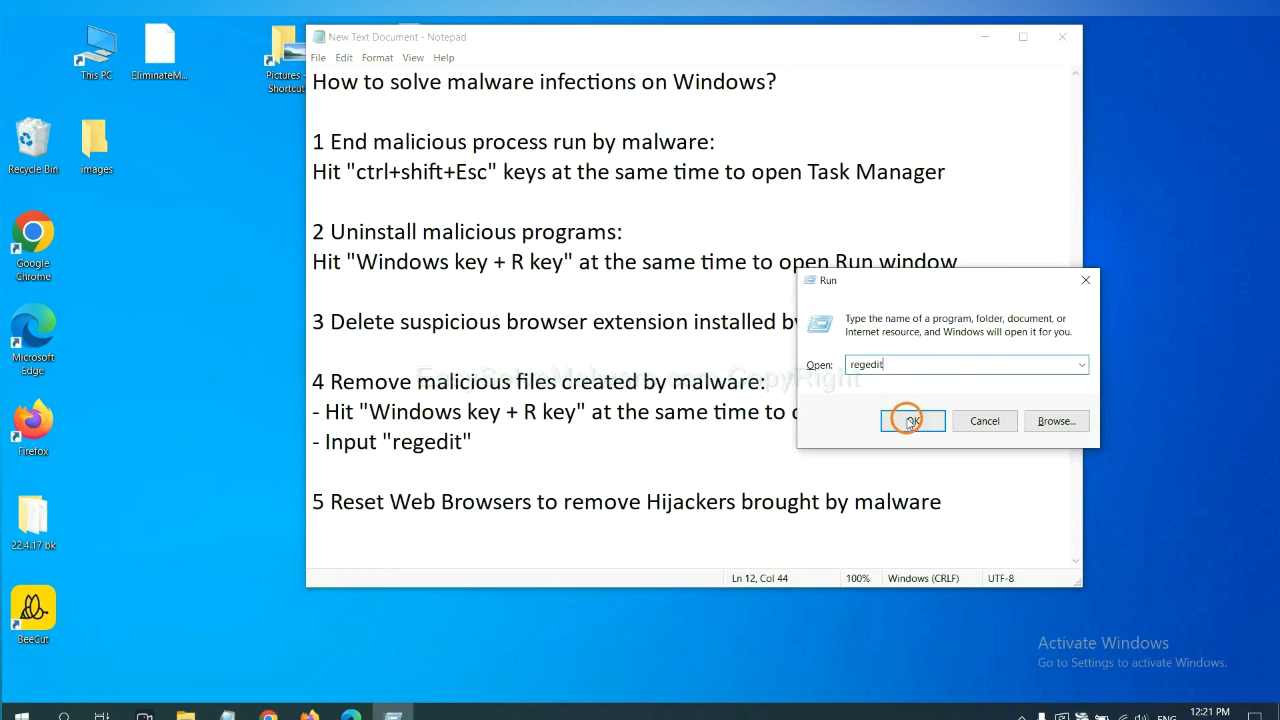 This PC
EliminateM...
Pictures -
Shortcut
Recycle Bin
images
Google
Chrome
Microsoft
Edge
Firefox
22.4.17 bk
BeeCut
New Text Document - Notepad
File Edit Format View Help
How to solve malware infections on Windows?
1 End malicious process run by malware:
Hit "ctrl+shift+Esc" keys at the same time to open Task Manager
2 Uninstall malicious programs:
Hit "Windows key + R key" at the same time to open Run window
3 Delete suspicious browser extension installed b
4 Remove malicious files created by malware:
- Hit "Windows key + R key" at the same time to
- Input "regedit"
5 Reset Web Browsers to remove Hijackers brought by malware
Ln 12, Col 44 100% Windows (CRLF) UTF-8
Run
Type the name of a program, folder, document, or
Internet resource, and Windows will open it for you.
Open: regedit
OK Cancel Browse...
Activate Windows
Go to Settings to activate Windows.
12:21 PM
ENG